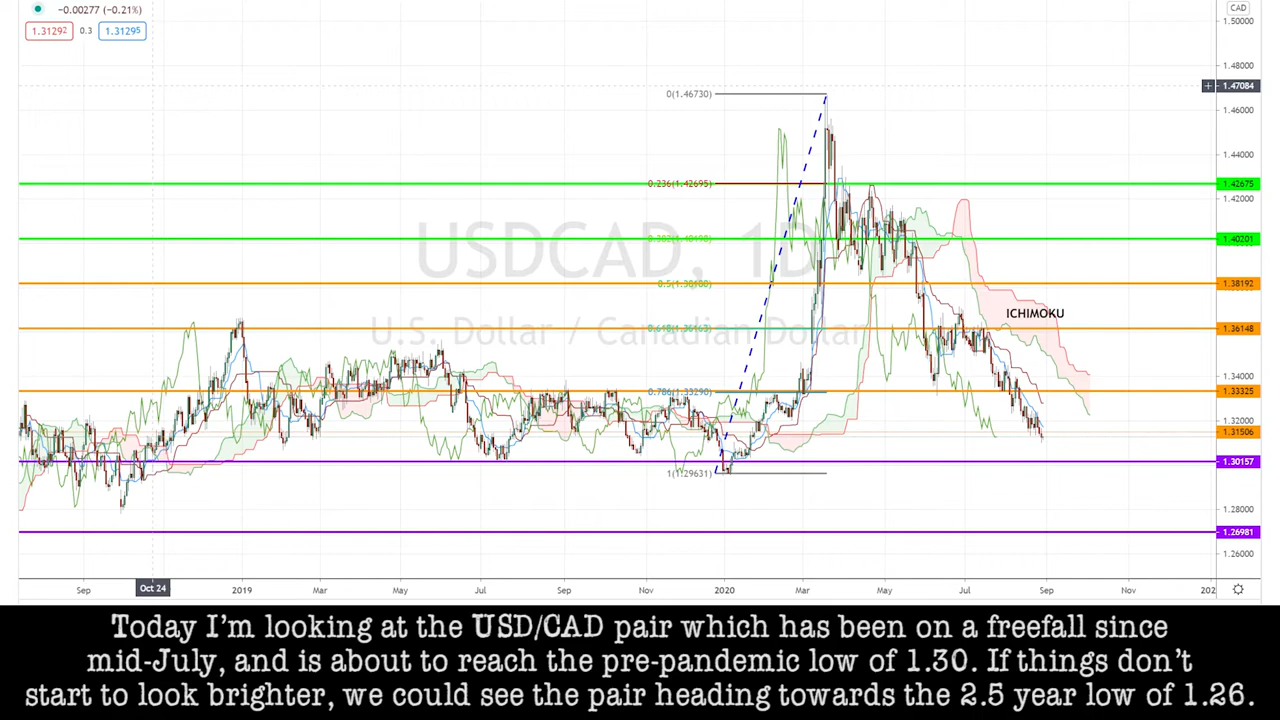 −0.00277 (−0.21%)
CAD
1.31292 0.3 1.31295
1.50000
1.48000
1.47084
0(1.46730)
1.46000
1.44000
0.236(1.42695)
1.42675
1.42000
USDCAD, 1D
1.40201
1.38192
ICHIMOKU
U.S. Dollar / Canadian Dollar
1.36148
1.34000
0.786(1.33290)
1.33325
1.32000
1.31506
1.30157
1(1.29631)
1.28000
1.26981
1.26000
Sep Oct 24 2019 Mar May Jul Sep Nov 2020 Mar May Jul Sep Nov 202
Today I'm looking at the USD/CAD pair which has been on a freefall since
mid-July, and is about to reach the pre-pandemic low of 1.30. If things don't
start to look brighter, we could see the pair heading towards the 2.5 year low of 1.26.